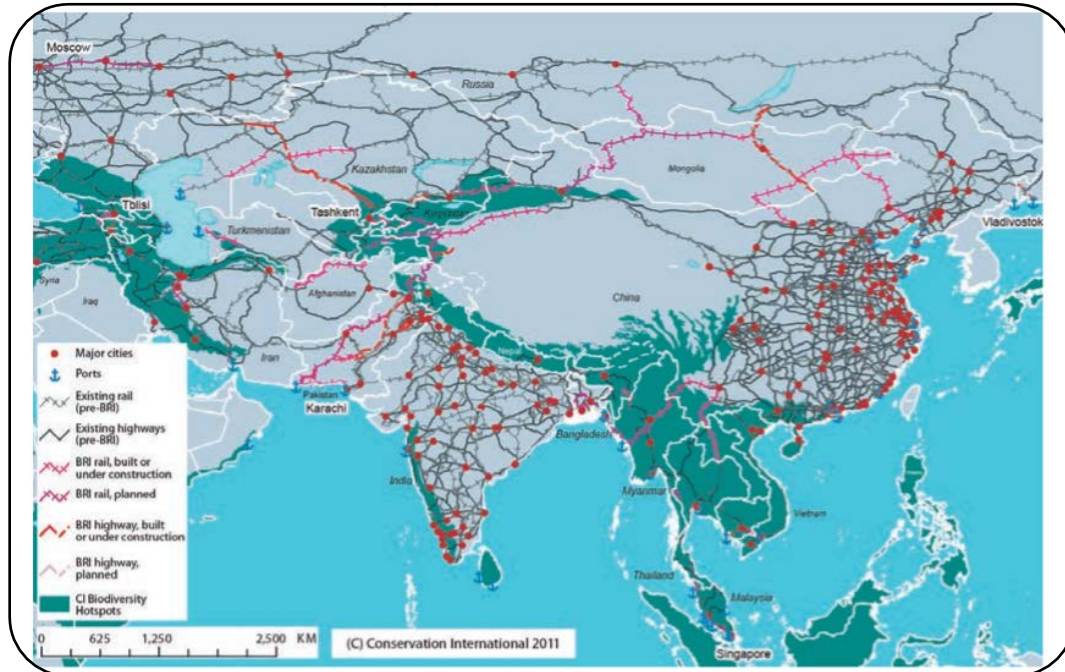 Moscow
Russia
Kazakhstan
Mongolia
Tblisi
Tashkent
Kyrgyzstan
Vladivostok
Turkmenistan
Syria
Iraq
Afghanistan
China
Iran
Nepal
Pakistan
Karachi
Bangladesh
India
Myanmar
Vietnam
Thailand
Malaysia
Singapore
Major cities
Ports
Existing rail
(pre-BRI)
Existing highways
(pre-BRI)
BRI rail, built or
under construction
BRI rail, planned
BRI highway, built
or under construction
BRI highway,
planned
CI Biodiversity
Hotspots
0 625 1,250 2,500 KM
(C) Conservation International 2011